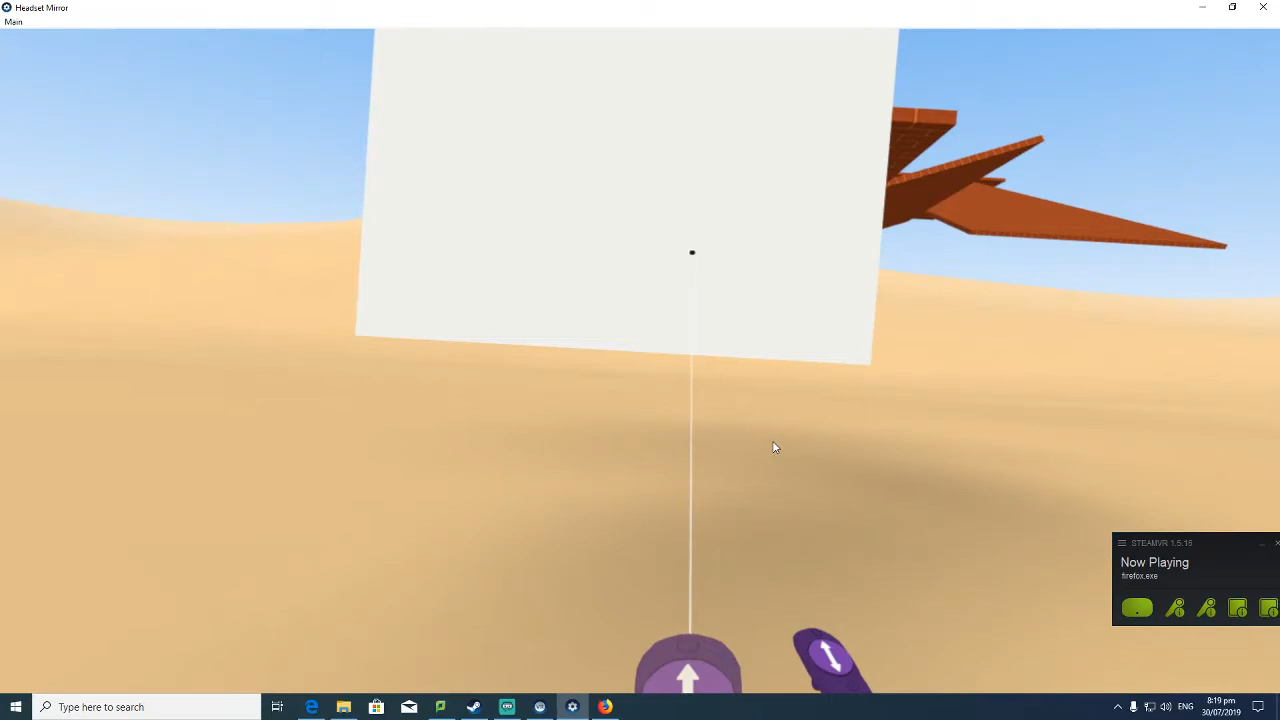 Headset Mirror
Main
STEAMVR 1.5.16
Now Playing
firefox.exe
Type here to search
ENG
8:19 pm
30/07/2019